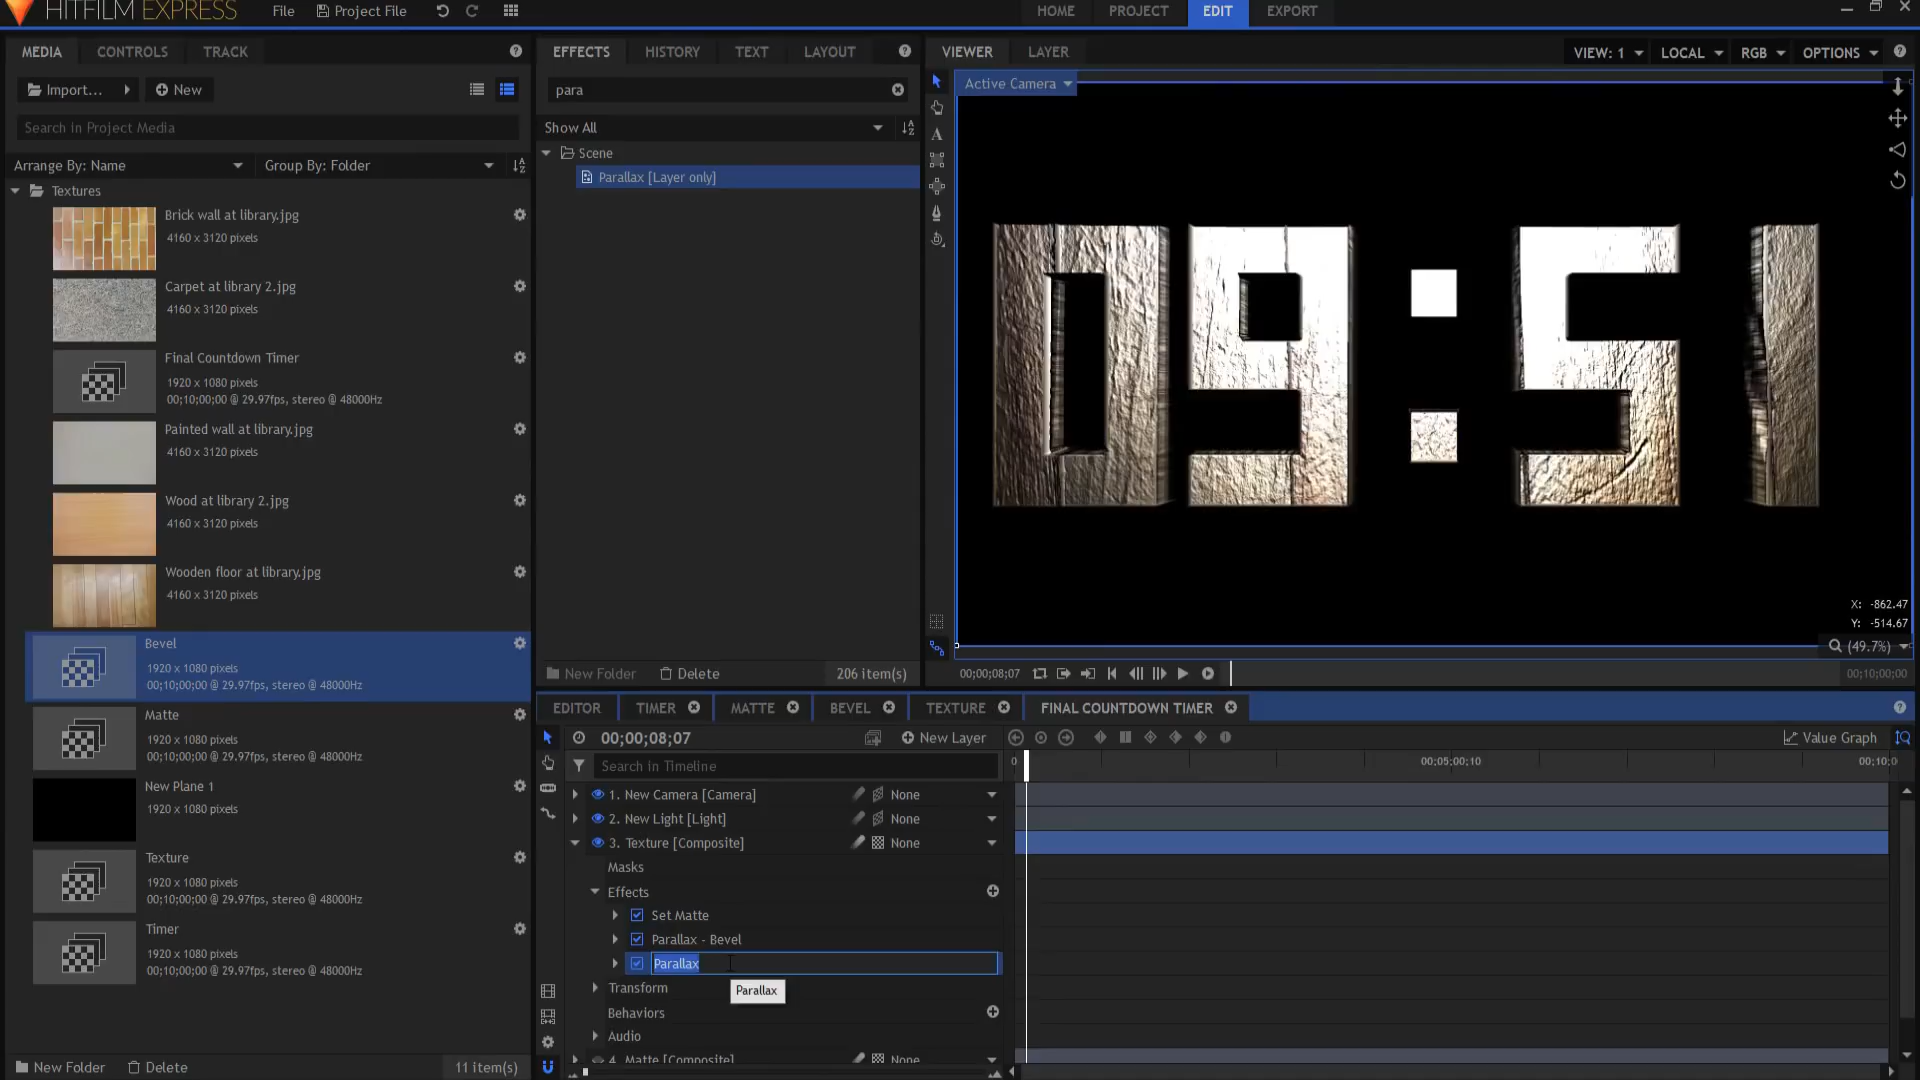 HITFILM EXPRESS
File
Project File
HOME
PROJECT
EDIT
EXPORT
MEDIA
CONTROLS
TRACK
Import...
New
Search In Project Media
Arrange By: Name
Group By: Folder
Textures
Brick wall at library.jpg
4160 x 3120 pixels
Carpet at library 2.jpg
4160 x 3120 pixels
Final Countdown Timer
1920 x 1080 pixels
00;10;00;00 @ 29.97fps, stereo @ 48000Hz
Painted wall at library.jpg
4160 x 3120 pixels
Wood at library 2.jpg
4160 x 3120 pixels
Wooden floor at library.jpg
4160 x 3120 pixels
Bevel
1920 x 1080 pixels
00;10;00;00 @ 29.97fps, stereo @ 48000Hz
Matte
1920 x 1080 pixels
00;10;00;00 @ 29.97fps, stereo @ 48000Hz
New Plane 1
1920 x 1080 pixels
Texture
1920 x 1080 pixels
00;10;00;00 @ 29.97fps, stereo @ 48000Hz
Timer
1920 x 1080 pixels
00;10;00;00 @ 29.97fps, stereo @ 48000Hz
New Folder
Delete
11 item(s)
EFFECTS
HISTORY
TEXT
LAYOUT
para
Show All
Scene
Parallax [Layer only]
New Folder
Delete
206 item(s)
VIEWER
LAYER
VIEW: 1
LOCAL
RGB
OPTIONS
Active Camera
09:51
X: -862.47
Y: -514.67
(49.7%)
00;00;08;07
00;10;00;00
EDITOR
TIMER
MATTE
BEVEL
TEXTURE
FINAL COUNTDOWN TIMER
00;00;08;07
New Layer
Value Graph
Search in Timeline
0
00;05;00;10
00;10;0
1. New Camera [Camera]
None
2. New Light [Light]
None
3. Texture [Composite]
None
Masks
Effects
Set Matte
Parallax - Bevel
Parallax
Transform
Parallax
Behaviors
Audio
4. Matte [Composite]
None